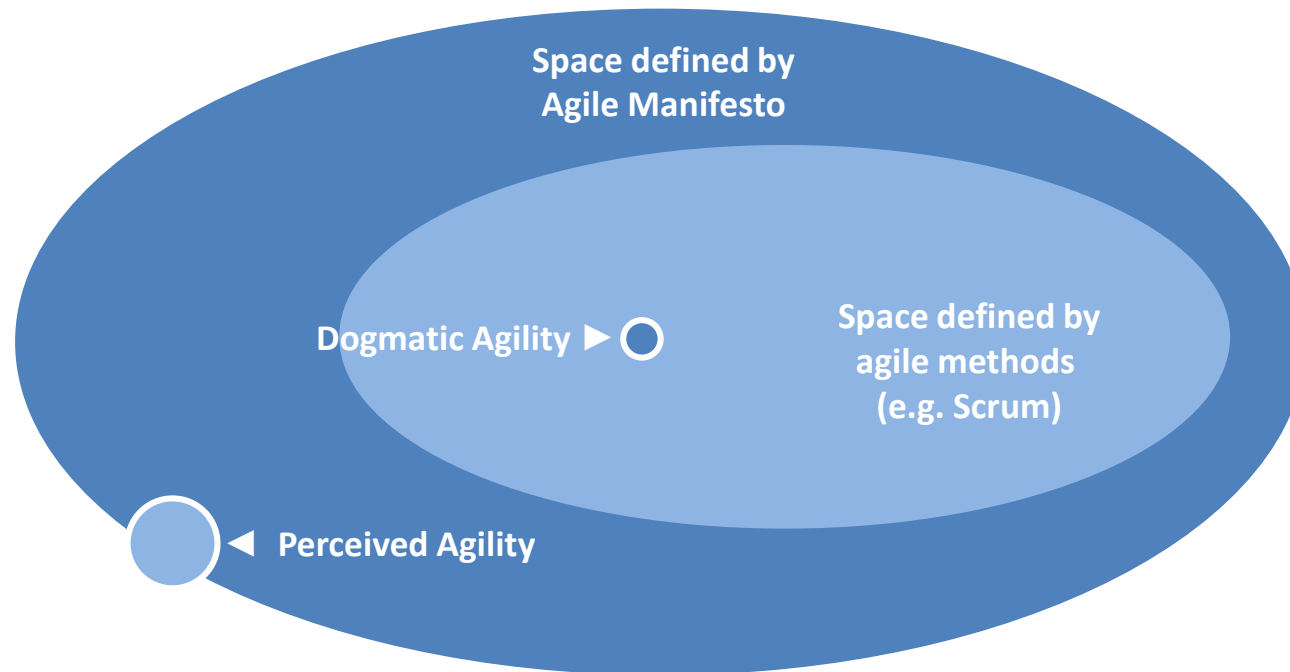 Space defined by
Agile Manifesto
Dogmatic Agility
Space defined by
agile methods
(e.g. Scrum)
Perceived Agility